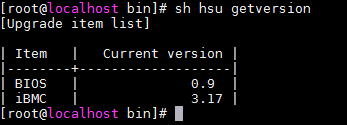 [root@localhost bin]# sh hsu getversion
[Upgrade item list]
| Item   |    Current version |
|--------+--------------------|
| BIOS   |                0.9 |
| iBMC   |               3.17 |
[root@localhost bin]#